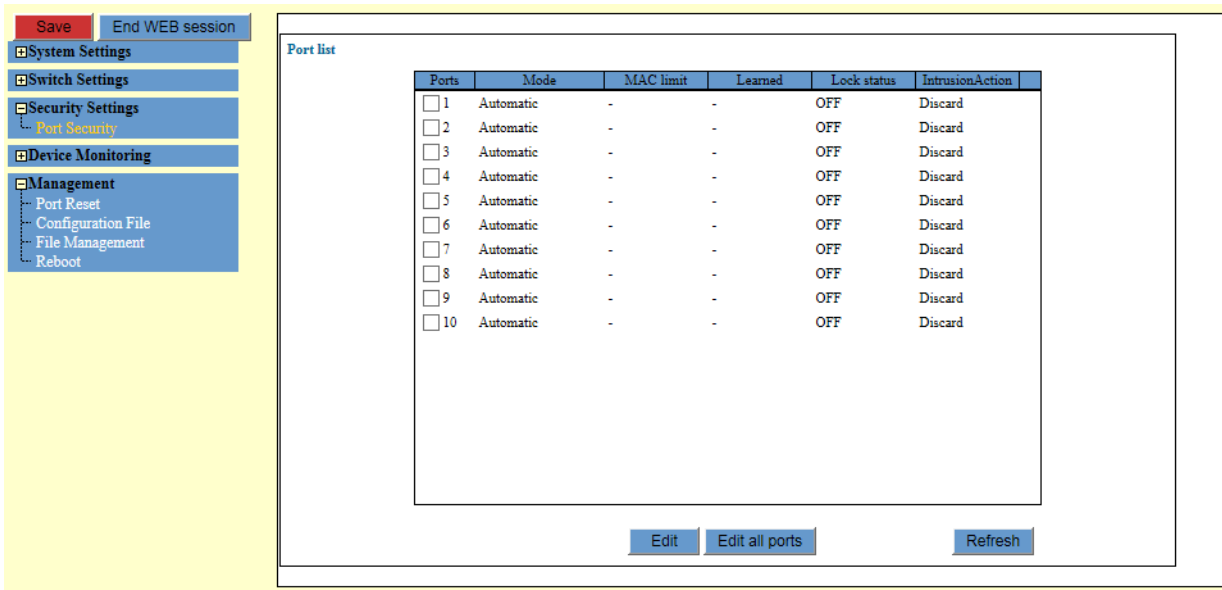 Save End WEB session
System Settings
Switch Settings
Security Settings
Port Security
Device Monitoring
Management
Port Reset
Configuration File
File Management
Reboot
Port list
Ports Mode MAC limit Learned Lock status IntrusionAction
1 Automatic - - OFF Discard
2 Automatic - - OFF Discard
3 Automatic - - OFF Discard
4 Automatic - - OFF Discard
5 Automatic - - OFF Discard
6 Automatic - - OFF Discard
7 Automatic - - OFF Discard
8 Automatic - - OFF Discard
9 Automatic - - OFF Discard
10 Automatic - - OFF Discard
Edit Edit all ports Refresh